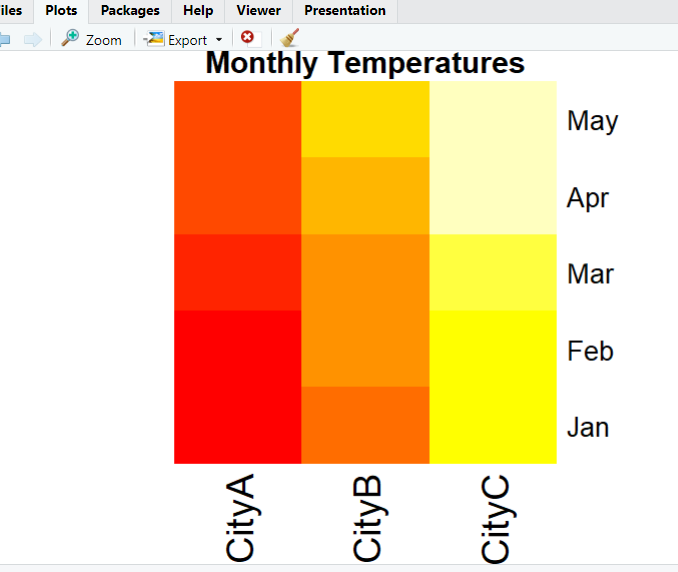 iles Plots Packages Help Viewer Presentation
Zoom Export
Monthly Temperatures
May
Apr
Mar
Feb
Jan
CityA CityB CityC